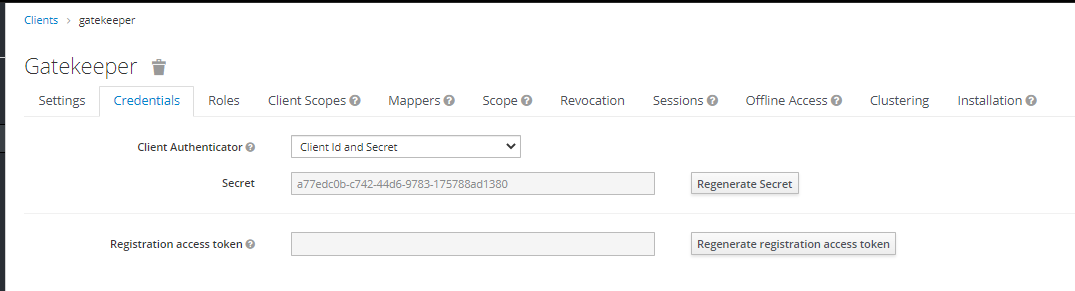 Clients > gatekeeper
Gatekeeper
Settings Credentials Roles Client Scopes ? Mappers ? Scope ? Revocation Sessions ? Offline Access ? Clustering Installation ?
Client Authenticator ? Client Id and Secret
Secret a77edc0b-c742-44d6-9783-175788ad1380 Regenerate Secret
Registration access token ? Regenerate registration access token